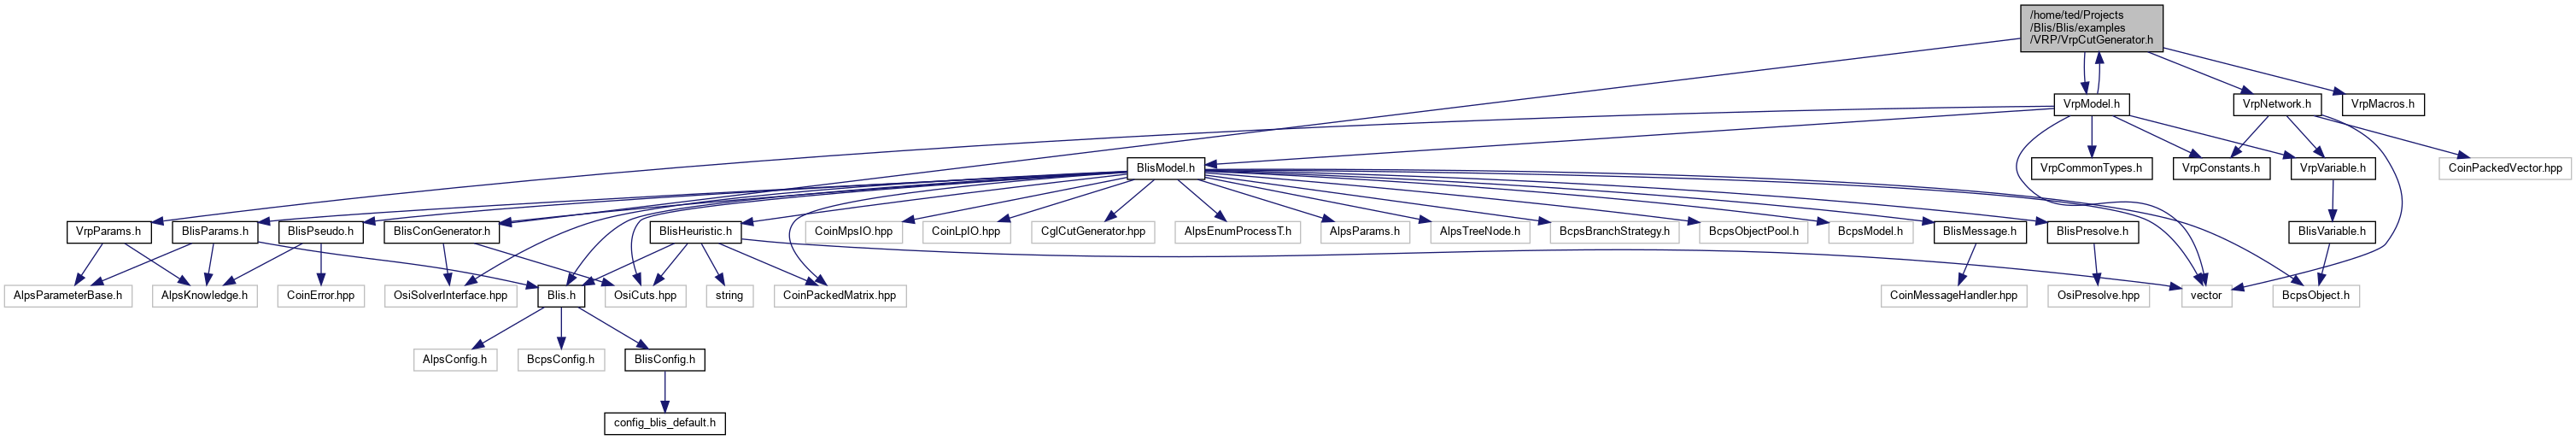 /home/ted/Projects
/Blis/Blis/examples
/VRP/VrpCutGenerator.h
VrpModel.h
VrpNetwork.h
VrpMacros.h
BlisModel.h
VrpCommonTypes.h
VrpConstants.h
VrpVariable.h
CoinPackedVector.hpp
VrpParams.h
BlisParams.h
BlisPseudo.h
BlisConGenerator.h
BlisHeuristic.h
CoinMpsIO.hpp
CoinLpIO.hpp
CglCutGenerator.hpp
AlpsEnumProcessT.h
AlpsParams.h
AlpsTreeNode.h
BcpsBranchStrategy.h
BcpsObjectPool.h
BcpsModel.h
BlisMessage.h
BlisPresolve.h
BlisVariable.h
AlpsParameterBase.h
AlpsKnowledge.h
CoinError.hpp
OsiSolverInterface.hpp
Blis.h
OsiCuts.hpp
string
CoinPackedMatrix.hpp
CoinMessageHandler.hpp
OsiPresolve.hpp
vector
BcpsObject.h
AlpsConfig.h
BcpsConfig.h
BlisConfig.h
config_blis_default.h